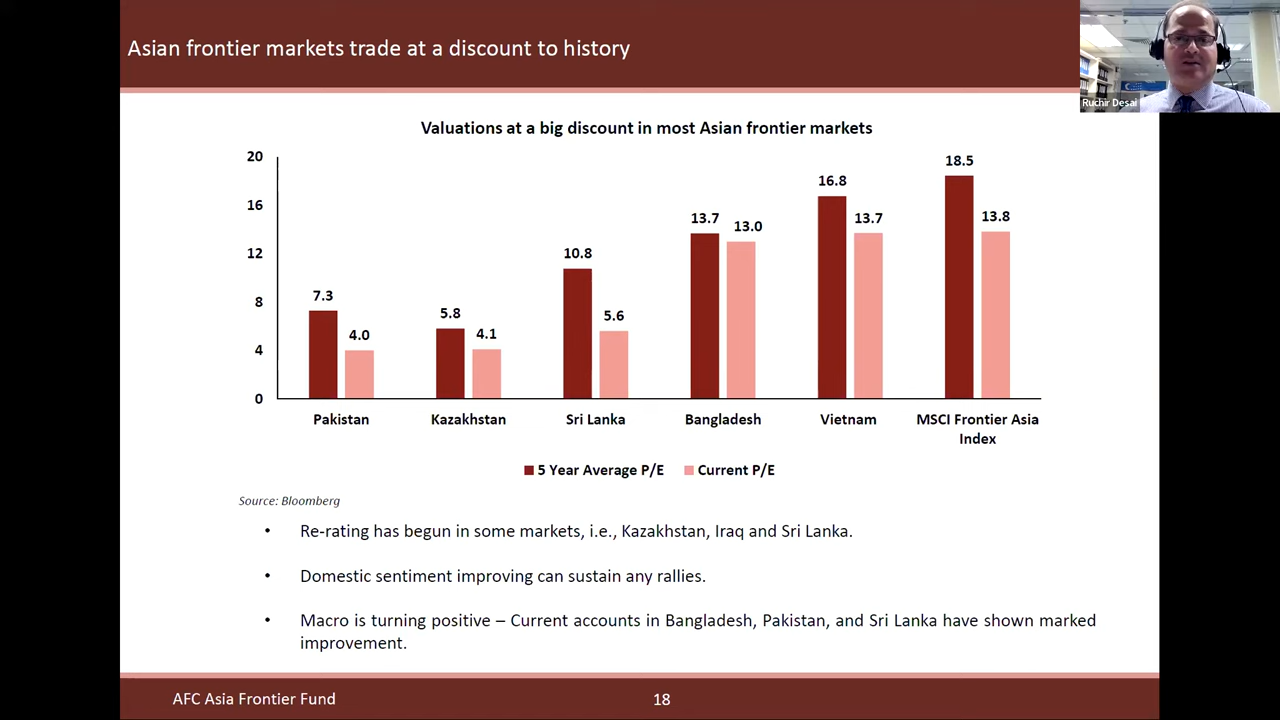 Asian frontier markets trade at a discount to history
Ruchir Desai
Valuations at a big discount in most Asian frontier markets
20
16
12
8
4
0
7.3
4.0
5.8
4.1
10.8
5.6
13.7
13.0
16.8
13.7
18.5
13.8
Pakistan
Kazakhstan
Sri Lanka
Bangladesh
Vietnam
MSCI Frontier Asia
Index
5 Year Average P/E
Current P/E
Source: Bloomberg
• Re-rating has begun in some markets, i.e., Kazakhstan, Iraq and Sri Lanka.
• Domestic sentiment improving can sustain any rallies.
• Macro is turning positive – Current accounts in Bangladesh, Pakistan, and Sri Lanka have shown marked
improvement.
AFC Asia Frontier Fund
18